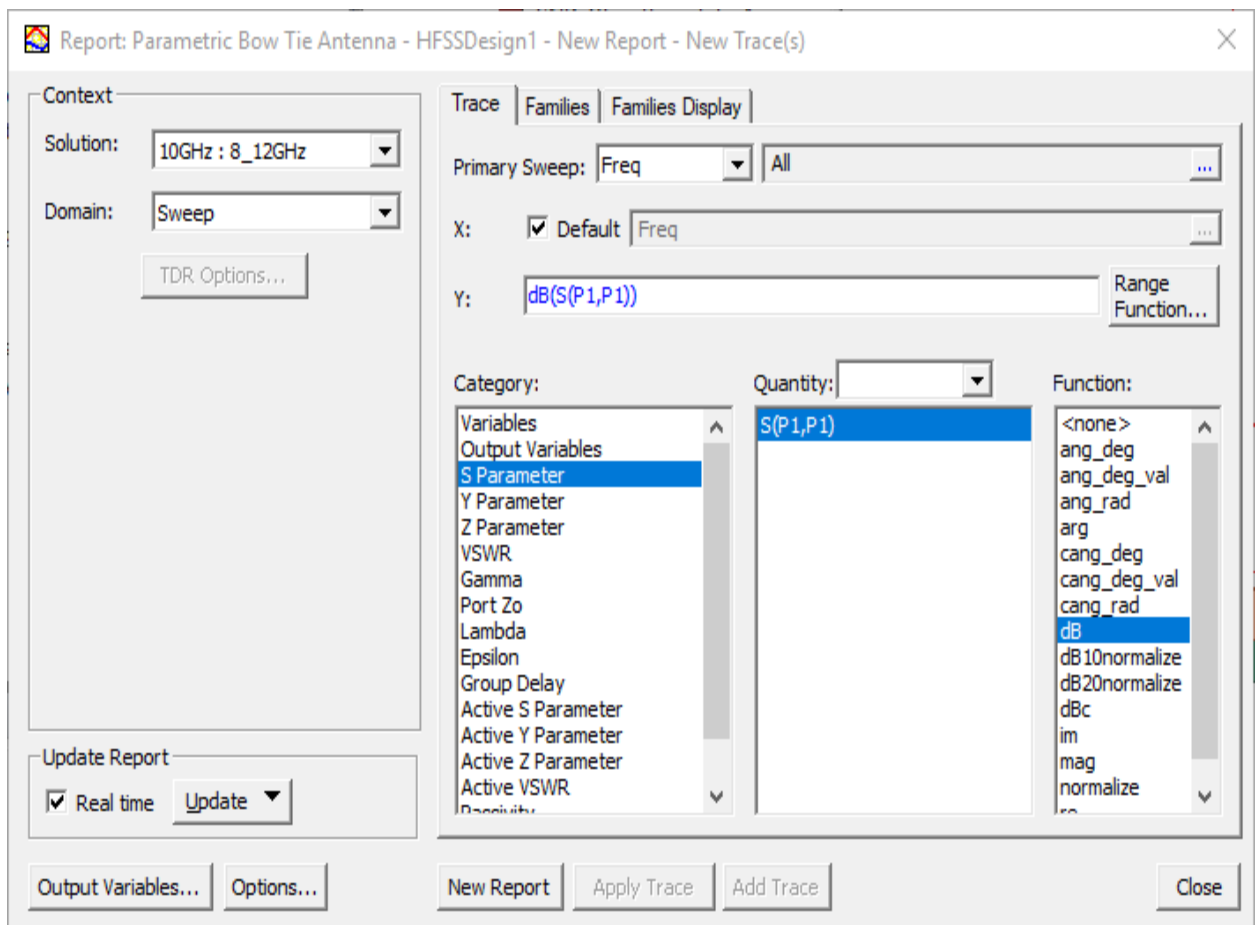 Report: Parametric Bow Tie Antenna - HFSSDesign1 - New Report - New Trace(s)
Context
Solution:
10GHz : 8_12GHz
Domain:
Sweep
TDR Options...
Update Report
Real time
Update
Output Variables...
Options...
Trace
Families
Families Display
Primary Sweep:
Freq
All
...
X:
Default
Freq
...
Y:
dB(S(P1,P1))
Range
Function...
Category:
Variables
Output Variables
S Parameter
Y Parameter
Z Parameter
VSWR
Gamma
Port Zo
Lambda
Epsilon
Group Delay
Active S Parameter
Active Y Parameter
Active Z Parameter
Active VSWR
Passivity
Quantity:
S(P1,P1)
Function:
<none>
ang_deg
ang_deg_val
ang_rad
arg
cang_deg
cang_deg_val
cang_rad
dB
dB10normalize
dB20normalize
dBc
im
mag
normalize
re
New Report
Apply Trace
Add Trace
Close